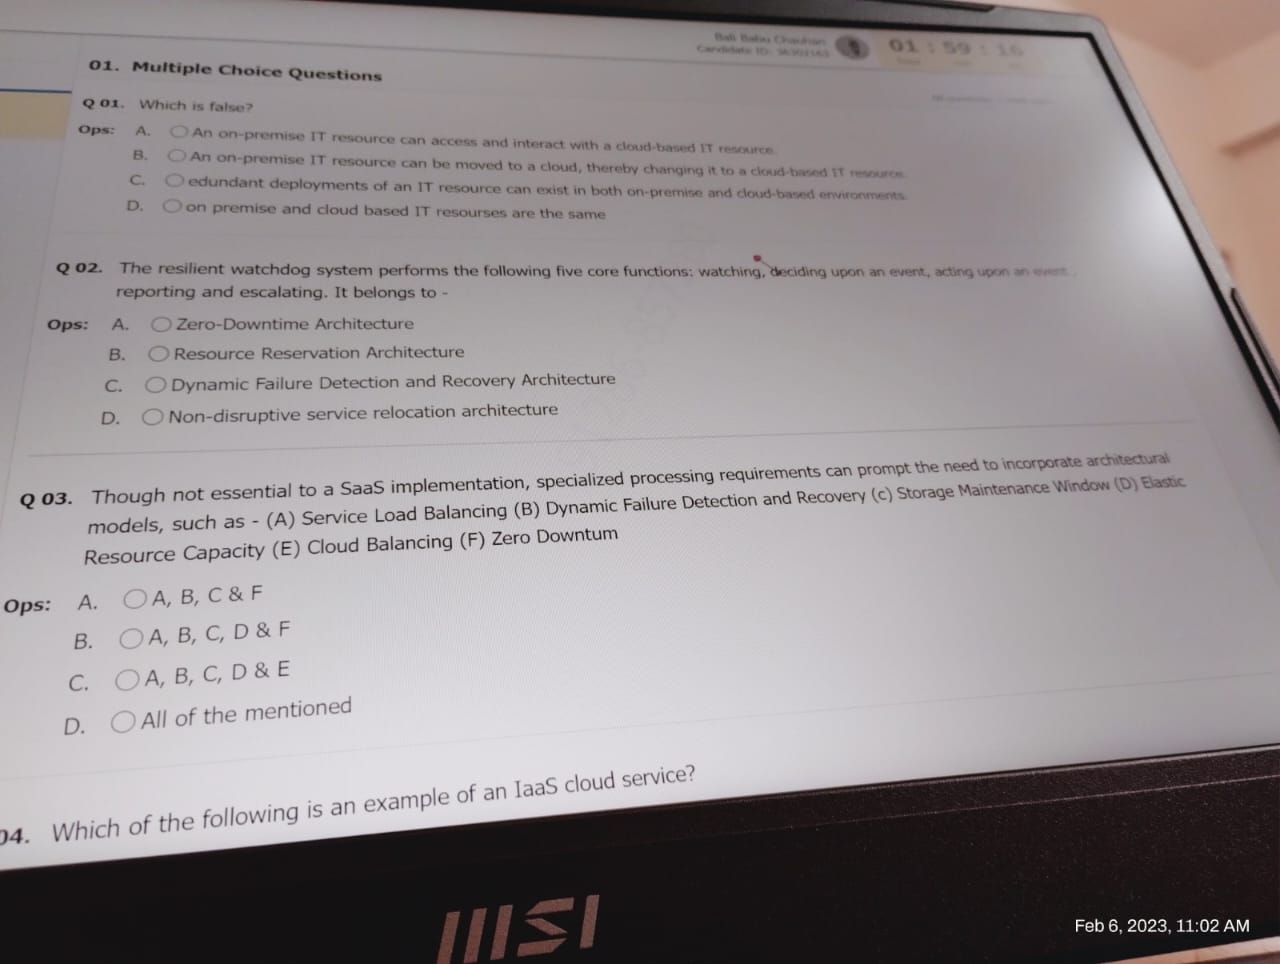 Bali Babu Chauhan
Candidate ID:
01 : 59 : 16
01. Multiple Choice Questions
Q 01. Which is false?
Ops: A. An on-premise IT resource can access and interact with a cloud-based IT resource.
B. An on-premise IT resource can be moved to a cloud, thereby changing it to a cloud-based IT resource.
C. edundant deployments of an IT resource can exist in both on-premise and cloud-based environments.
D. on premise and cloud based IT resourses are the same
Q 02. The resilient watchdog system performs the following five core functions: watching, deciding upon an event, acting upon an event,
reporting and escalating. It belongs to -
Ops: A. Zero-Downtime Architecture
B. Resource Reservation Architecture
C. Dynamic Failure Detection and Recovery Architecture
D. Non-disruptive service relocation architecture
Q 03. Though not essential to a SaaS implementation, specialized processing requirements can prompt the need to incorporate architectural
models, such as - (A) Service Load Balancing (B) Dynamic Failure Detection and Recovery (c) Storage Maintenance Window (D) Elastic
Resource Capacity (E) Cloud Balancing (F) Zero Downtum
Ops: A. A, B, C & F
B. A, B, C, D & F
C. A, B, C, D & E
D. All of the mentioned
04. Which of the following is an example of an IaaS cloud service?
msi
Feb 6, 2023, 11:02 AM